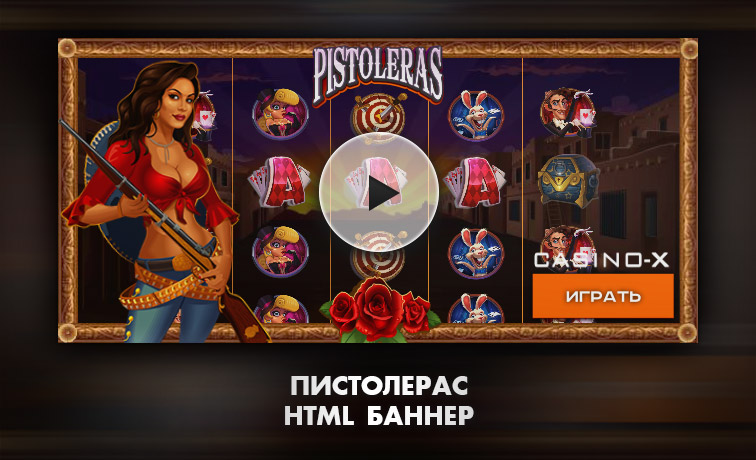 PISTOLERAS
A
A
A
CASINO-X
ИГРАТЬ
ПИСТОЛЕРАС
HTML БАННЕР